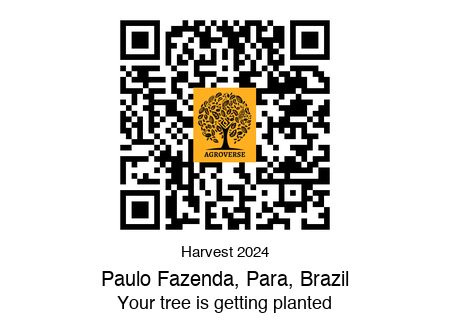 AGROVERSE
Harvest 2024
Paulo Fazenda, Para, Brazil
Your tree is getting planted